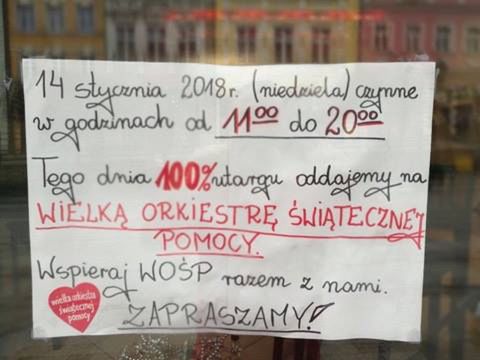 14 stycznia 2018r. (niedziela) czynne
w godzinach od 11⁰⁰ do 20⁰⁰
Tego dnia 100% utargu oddajemy na
WIELKĄ ORKIESTRĘ ŚWIĄTECZNEJ
POMOCY.
Wspieraj WOŚP razem z nami.
wielka orkiestra
świątecznej
pomocy
ZAPRASZAMY!